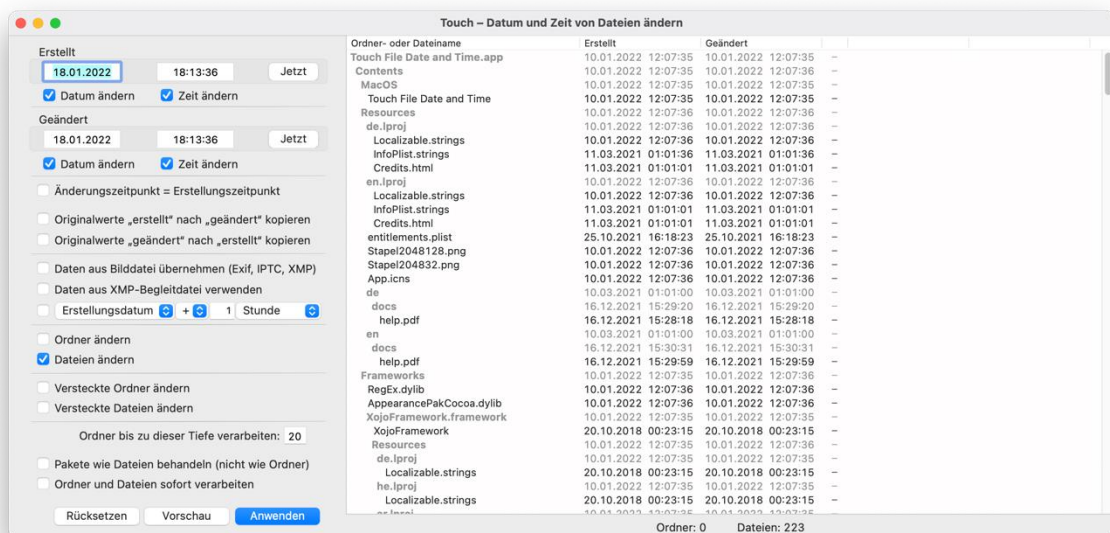 Touch – Datum und Zeit von Dateien ändern
Erstellt
18.01.2022 18:13:36 Jetzt
Datum ändern Zeit ändern
Geändert
18.01.2022 18:13:36 Jetzt
Datum ändern Zeit ändern
Änderungszeitpunkt = Erstellungszeitpunkt
Originalwerte „erstellt“ nach „geändert“ kopieren
Originalwerte „geändert“ nach „erstellt“ kopieren
Daten aus Bilddatei übernehmen (Exif, IPTC, XMP)
Daten aus XMP-Begleitdatei verwenden
Erstellungsdatum + 1 Stunde
Ordner ändern
Dateien ändern
Versteckte Ordner ändern
Versteckte Dateien ändern
Ordner bis zu dieser Tiefe verarbeiten: 20
Pakete wie Dateien behandeln (nicht wie Ordner)
Ordner und Dateien sofort verarbeiten
Rücksetzen Vorschau Anwenden
Ordner- oder Dateiname Erstellt Geändert
Touch File Date and Time.app 10.01.2022 12:07:35 10.01.2022 12:07:35 –
Contents 10.01.2022 12:07:35 10.01.2022 12:07:36 –
MacOS 10.01.2022 12:07:35 10.01.2022 12:07:35 –
Touch File Date and Time 10.01.2022 12:07:35 10.01.2022 12:07:35 –
Resources 10.01.2022 12:07:36 10.01.2022 12:07:36 –
de.lproj 10.01.2022 12:07:36 10.01.2022 12:07:36 –
Localizable.strings 10.01.2022 12:07:36 10.01.2022 12:07:36 –
InfoPlist.strings 11.03.2021 01:01:36 11.03.2021 01:01:36 –
Credits.html 11.03.2021 01:01:01 11.03.2021 01:01:01 –
en.lproj 10.01.2022 12:07:36 10.01.2022 12:07:36 –
Localizable.strings 10.01.2022 12:07:36 10.01.2022 12:07:36 –
InfoPlist.strings 11.03.2021 01:01:01 11.03.2021 01:01:01 –
Credits.html 11.03.2021 01:01:01 11.03.2021 01:01:01 –
entitlements.plist 25.10.2021 16:18:23 25.10.2021 16:18:23 –
Stapel2048128.png 10.01.2022 12:07:36 10.01.2022 12:07:36 –
Stapel204832.png 10.01.2022 12:07:36 10.01.2022 12:07:36 –
App.icns 10.01.2022 12:07:36 10.01.2022 12:07:36 –
de 10.03.2021 01:01:00 10.03.2021 01:01:00 –
docs 16.12.2021 15:29:20 16.12.2021 15:29:20 –
help.pdf 16.12.2021 15:28:18 16.12.2021 15:28:18 –
en 10.03.2021 01:01:00 10.03.2021 01:01:00 –
docs 16.12.2021 15:30:31 16.12.2021 15:30:31 –
help.pdf 16.12.2021 15:29:59 16.12.2021 15:29:59 –
Frameworks 10.01.2022 12:07:35 10.01.2022 12:07:36 –
RegEx.dylib 10.01.2022 12:07:36 10.01.2022 12:07:36 –
AppearancePakCocoa.dylib 10.01.2022 12:07:36 10.01.2022 12:07:36 –
XojoFramework.framework 10.01.2022 12:07:35 10.01.2022 12:07:35 –
XojoFramework 20.10.2018 00:23:15 20.10.2018 00:23:15 –
Resources 10.01.2022 12:07:35 10.01.2022 12:07:36 –
de.lproj 10.01.2022 12:07:35 10.01.2022 12:07:35 –
Localizable.strings 20.10.2018 00:23:15 20.10.2018 00:23:15 –
he.lproj 10.01.2022 12:07:35 10.01.2022 12:07:35 –
Localizable.strings 20.10.2018 00:23:15 20.10.2018 00:23:15 –
10.01.2022 12:07:35 10.01.2022 12:07:35 –
Ordner: 0 Dateien: 223